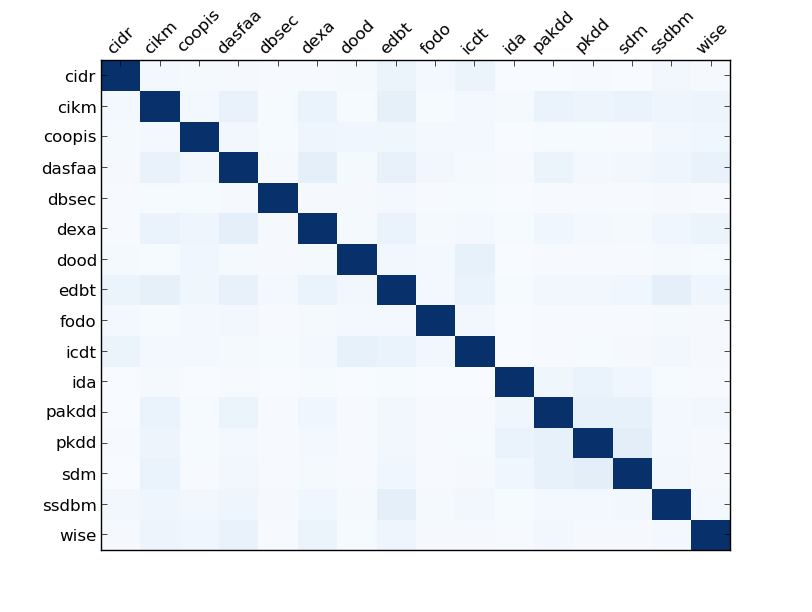 cidr cikm coopis dasfaa dbsec dexa dood edbt fodo icdt ida pakdd pkdd sdm ssdbm wise
cidr
cikm
coopis
dasfaa
dbsec
dexa
dood
edbt
fodo
icdt
ida
pakdd
pkdd
sdm
ssdbm
wise